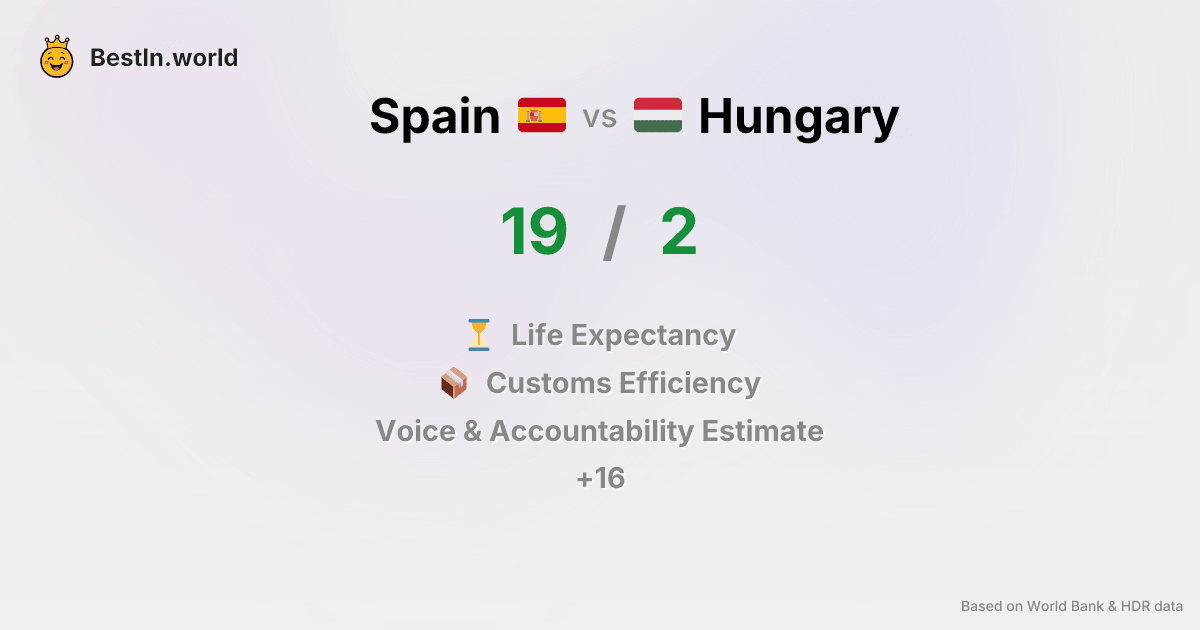 BestIn.world
Spain vs Hungary
19 / 2
Life Expectancy
Customs Efficiency
Voice & Accountability Estimate
+16
Based on World Bank & HDR data